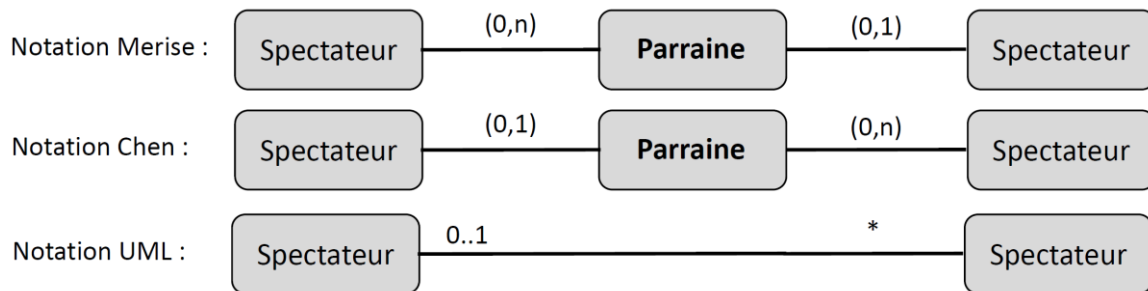 Notation Merise : Spectateur (0,n) Parraine (0,1) Spectateur
Notation Chen : Spectateur (0,1) Parraine (0,n) Spectateur
Notation UML : Spectateur 0..1 * Spectateur